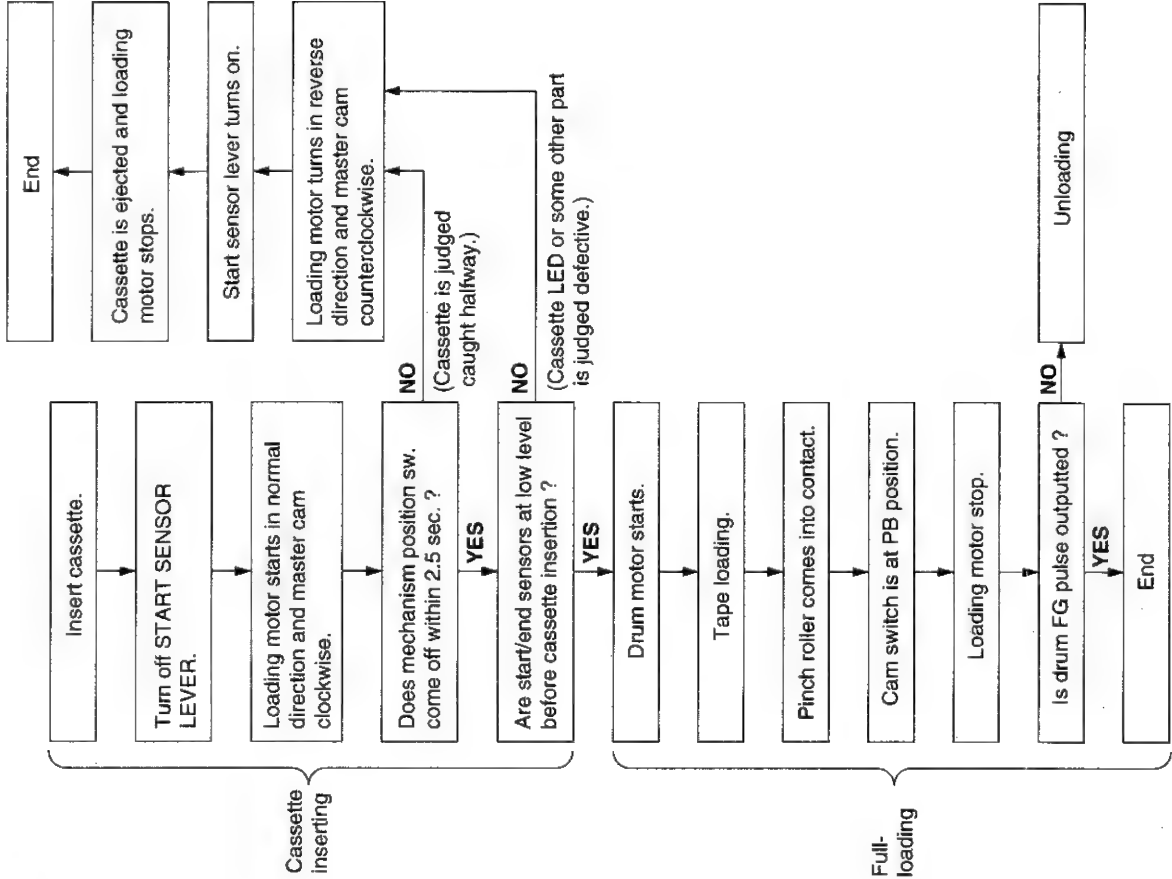 Insert cassette.
Turn off START SENSOR
LEVER.
Loading motor starts in normal
direction and master cam
clockwise.
Does mechanism position sw.
come off within 2.5 sec. ?
YES
NO
(Cassette is judged
caught halfway.)
Are start/end sensors at low level
before cassette insertion ?
YES
NO
(Cassette LED or some other part
is judged defective.)
Loading motor turns in reverse
direction and master cam
counterclockwise.
Start sensor lever turns on.
Cassette is ejected and loading
motor stops.
End
Cassette
inserting
Drum motor starts.
Tape loading.
Pinch roller comes into contact.
Cam switch is at PB position.
Loading motor stop.
Is drum FG pulse outputted ?
NO
Unloading
YES
End
Full-
loading